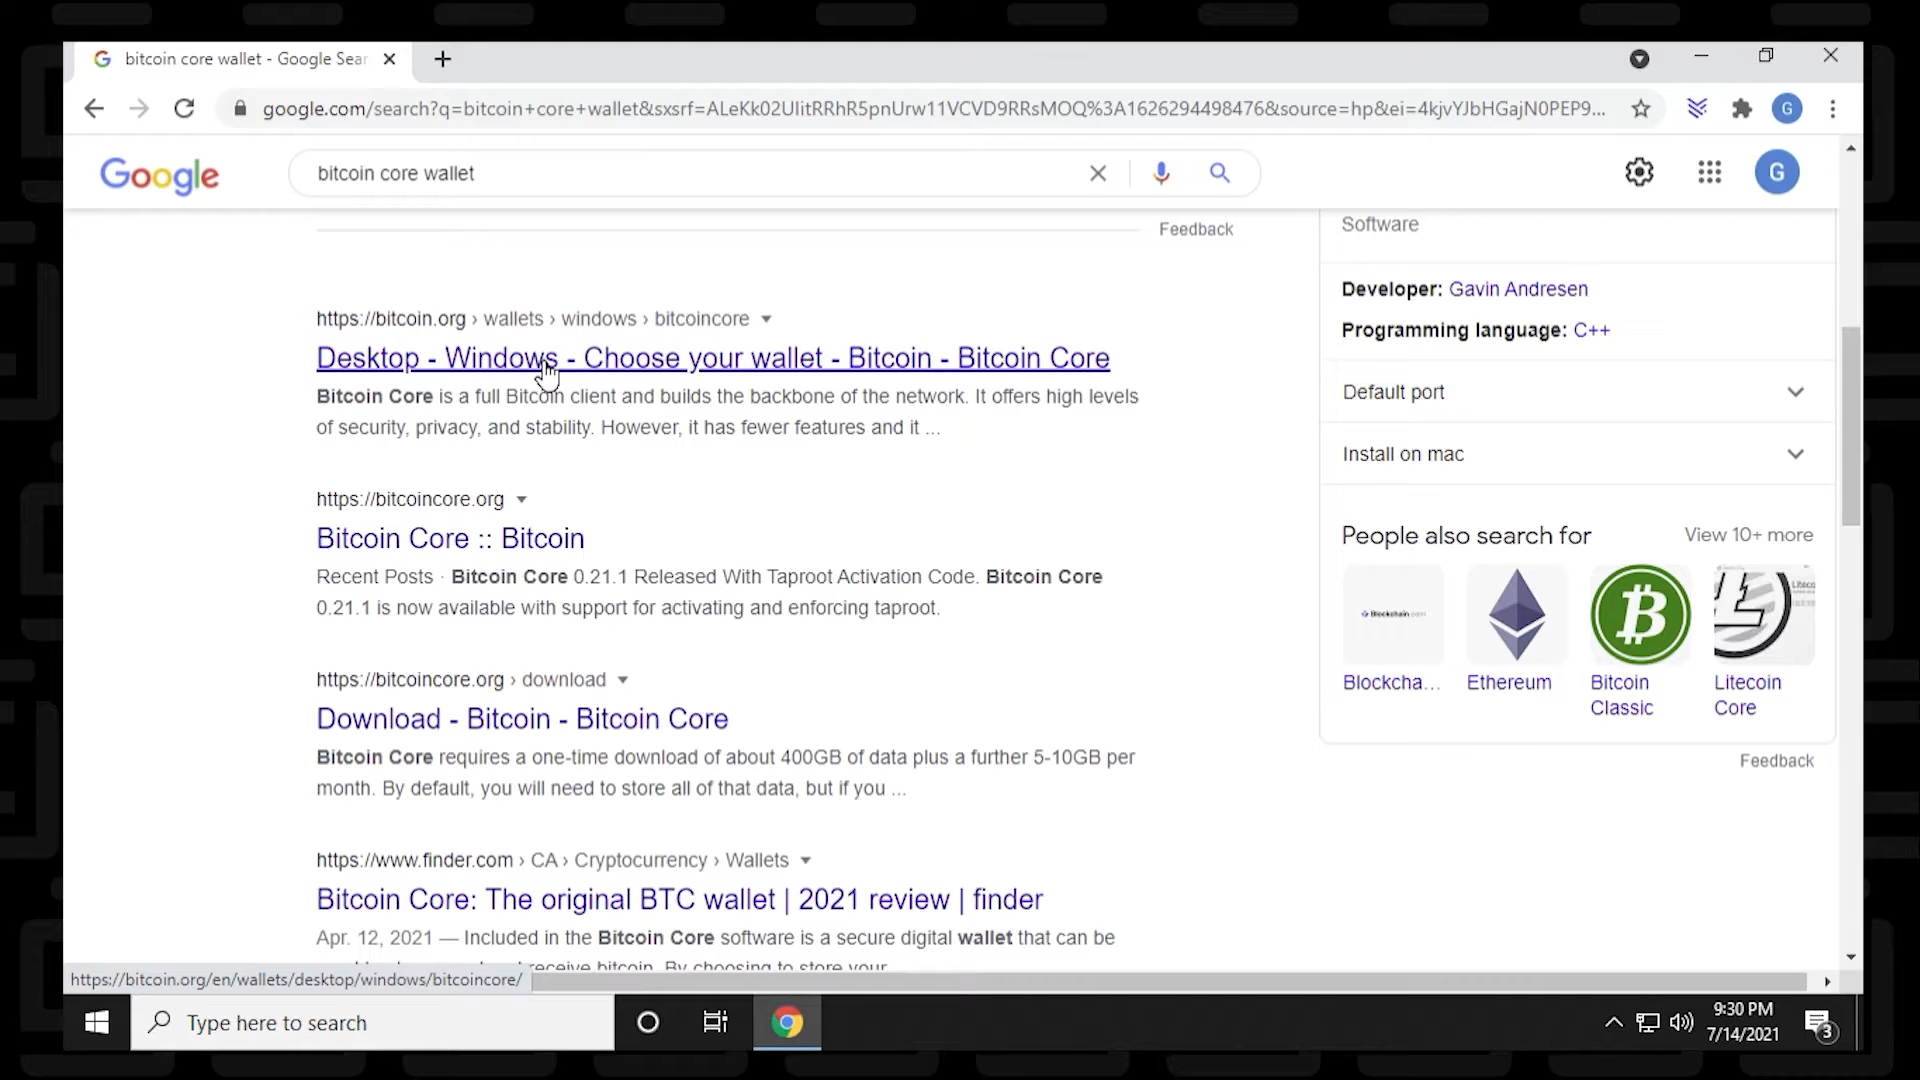 bitcoin core wallet - Google Sear
google.com/search?q=bitcoin+core+wallet&sxsrf=ALeKk02UIitRRhR5pnUrw11VCVD9RRsMOQ%3A1626294498476&source=hp&ei=4kjvYJbHGajN0PEP9...
G
Google
bitcoin core wallet
G
Feedback
https://bitcoin.org › wallets › windows › bitcoincore
Desktop - Windows - Choose your wallet - Bitcoin - Bitcoin Core
Bitcoin Core is a full Bitcoin client and builds the backbone of the network. It offers high levels
of security, privacy, and stability. However, it has fewer features and it ...
https://bitcoincore.org
Bitcoin Core :: Bitcoin
Recent Posts · Bitcoin Core 0.21.1 Released With Taproot Activation Code. Bitcoin Core
0.21.1 is now available with support for activating and enforcing taproot.
https://bitcoincore.org › download
Download - Bitcoin - Bitcoin Core
Bitcoin Core requires a one-time download of about 400GB of data plus a further 5-10GB per
month. By default, you will need to store all of that data, but if you ...
https://www.finder.com › CA › Cryptocurrency › Wallets
Bitcoin Core: The original BTC wallet | 2021 review | finder
Apr. 12, 2021 — Included in the Bitcoin Core software is a secure digital wallet that can be
receive bitcoin. By choosing to store your
Software
Developer: Gavin Andresen
Programming language: C++
Default port
Install on mac
People also search for
View 10+ more
Blockchain.com
Blockcha...
Ethereum
Bitcoin
Classic
Litecoin
Core
Feedback
https://bitcoin.org/en/wallets/desktop/windows/bitcoincore/
Type here to search
9:30 PM
7/14/2021
3